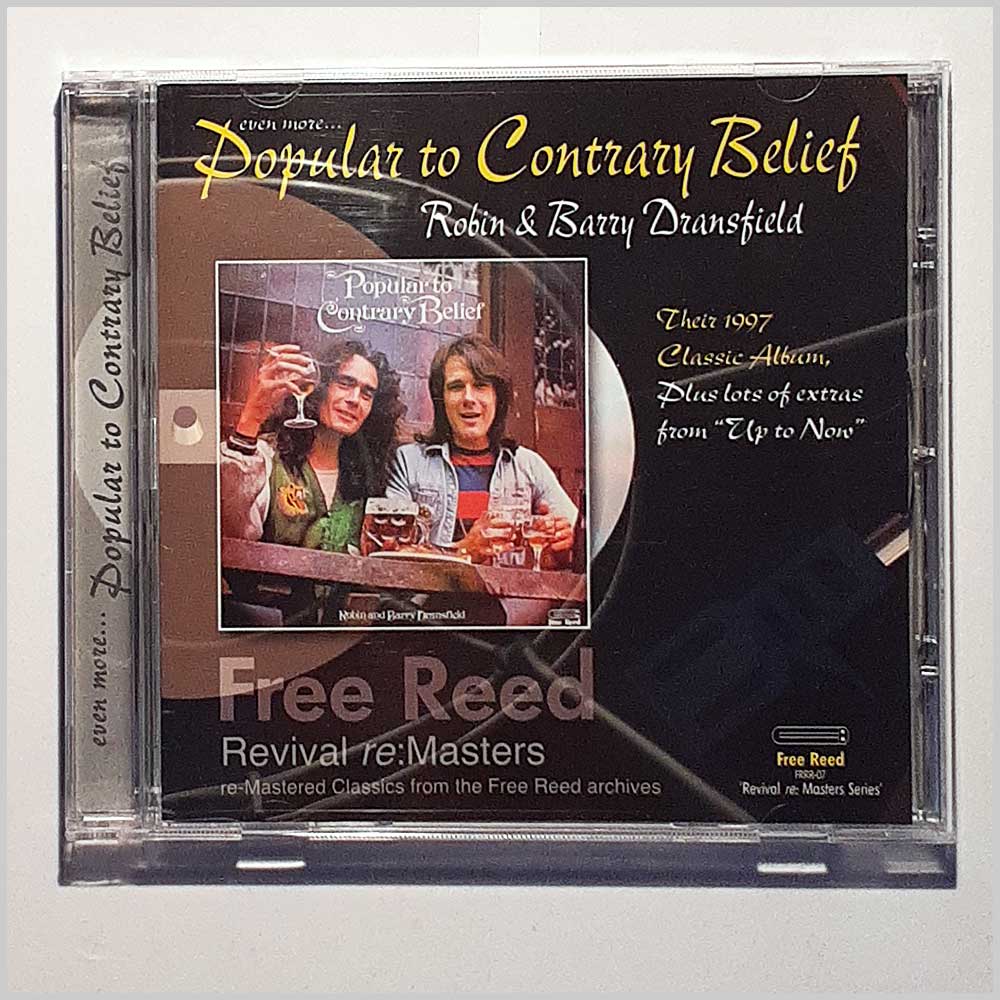 even more...
Popular to Contrary Belief
Robin & Barry Dransfield
even more... Popular to Contrary Belief
Popular to
Contrary Belief
Their 1997
Classic Album,
Plus lots of extras
from "Up to Now"
Robin and Barry Dransfield
Free Reed
Free Reed
Revival re:Masters
re-Mastered Classics from the Free Reed archives
Free Reed
FRRR-07
'Revival re: Masters Series'